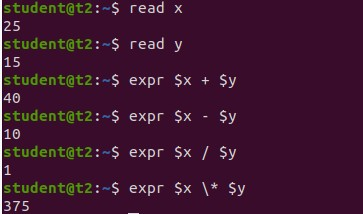 student@t2:~$ read x
25
student@t2:~$ read y
15
student@t2:~$ expr $x + $y
40
student@t2:~$ expr $x - $y
10
student@t2:~$ expr $x / $y
1
student@t2:~$ expr $x \* $y
375